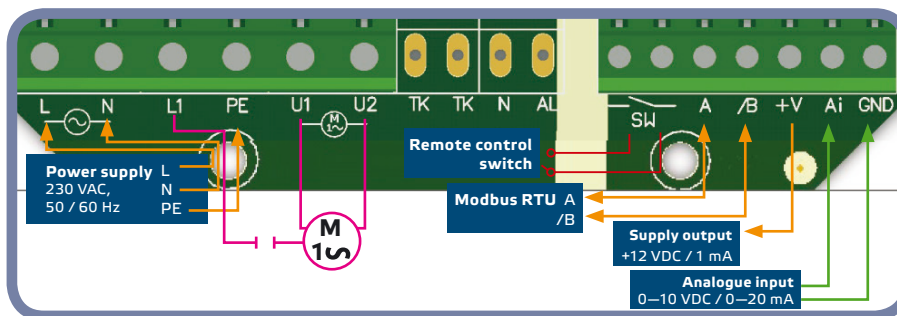 L N L1 PE U1 U2 TK TK N AL SW A /B +V Ai GND
M
1~
Power supply L
230 VAC, N
50 / 60 Hz PE
Remote control
switch
Modbus RTU A
/B
M
1
Supply output
+12 VDC / 1 mA
Analogue input
0—10 VDC / 0—20 mA